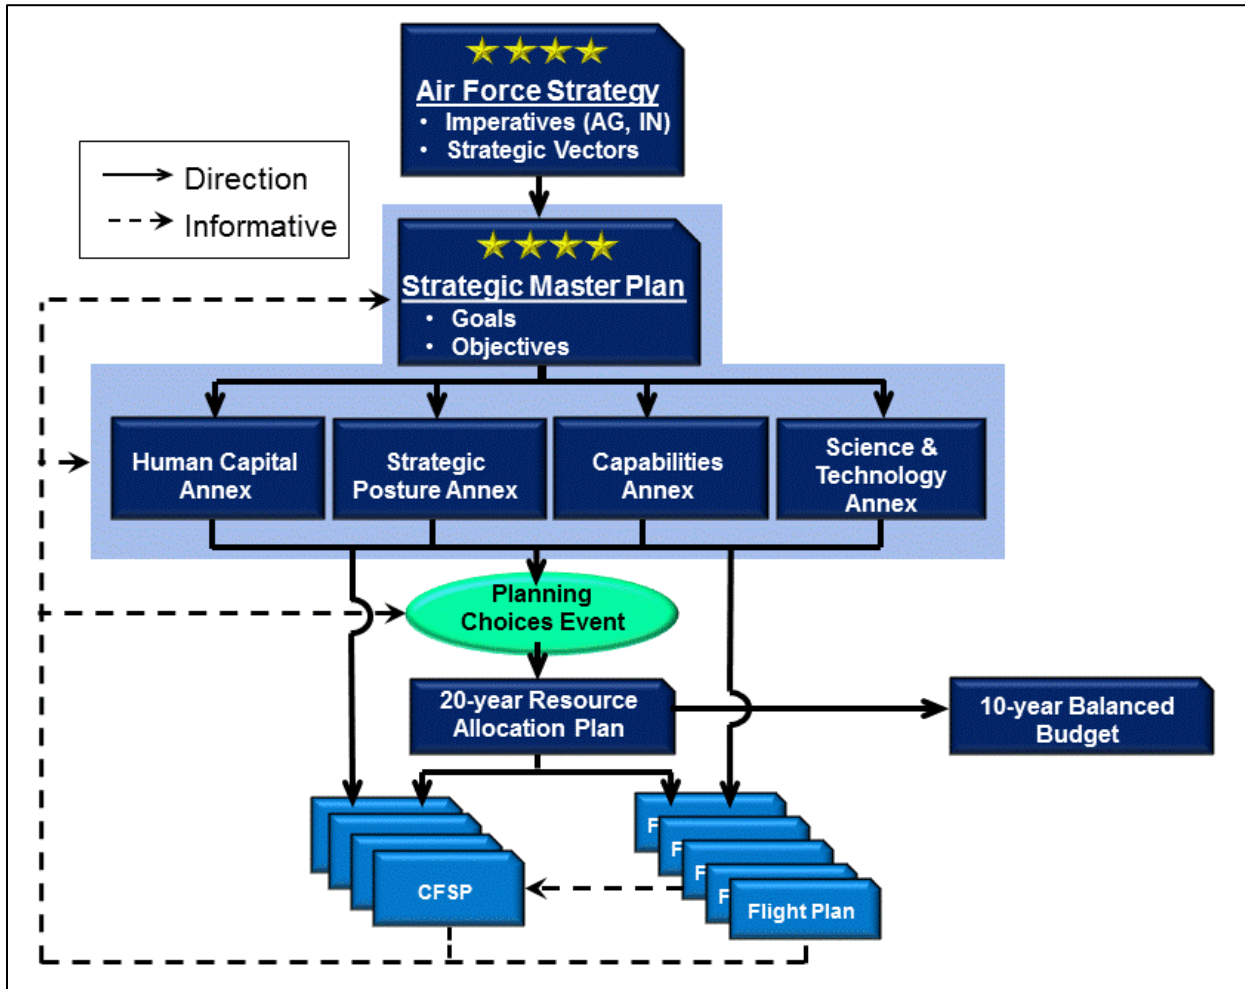 Air Force Strategy
• Imperatives (AG, IN)
• Strategic Vectors
Direction
Informative
Strategic Master Plan
• Goals
• Objectives
Human Capital
Annex
Strategic
Posture Annex
Capabilities
Annex
Science &
Technology
Annex
Planning
Choices Event
20-year Resource
Allocation Plan
10-year Balanced
Budget
F
F
F
F
CFSP
Flight Plan